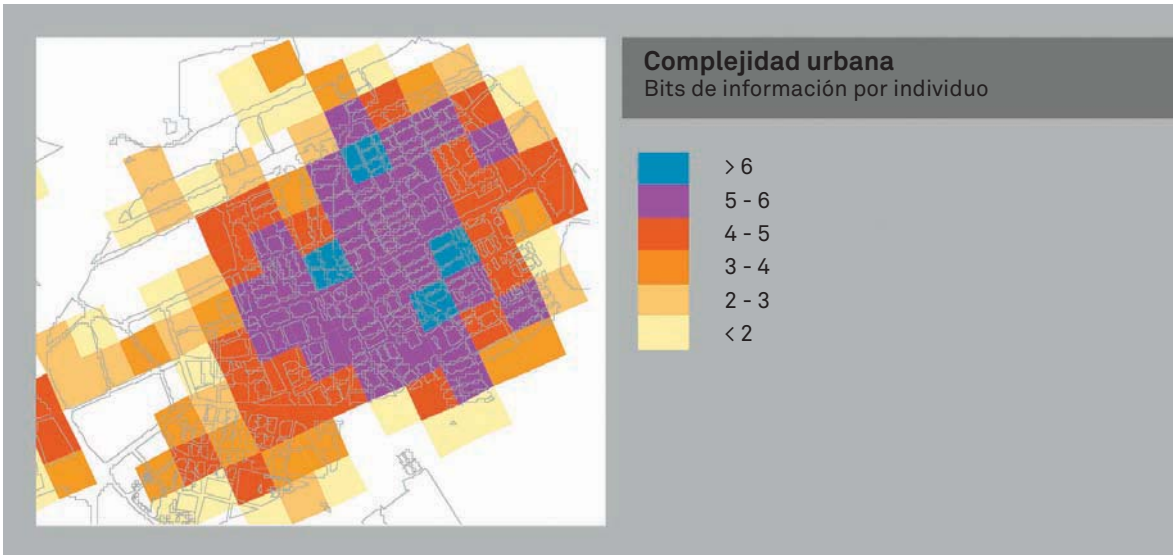 Complejidad urbana
Bits de información por individuo
> 6
5 - 6
4 - 5
3 - 4
2 - 3
< 2